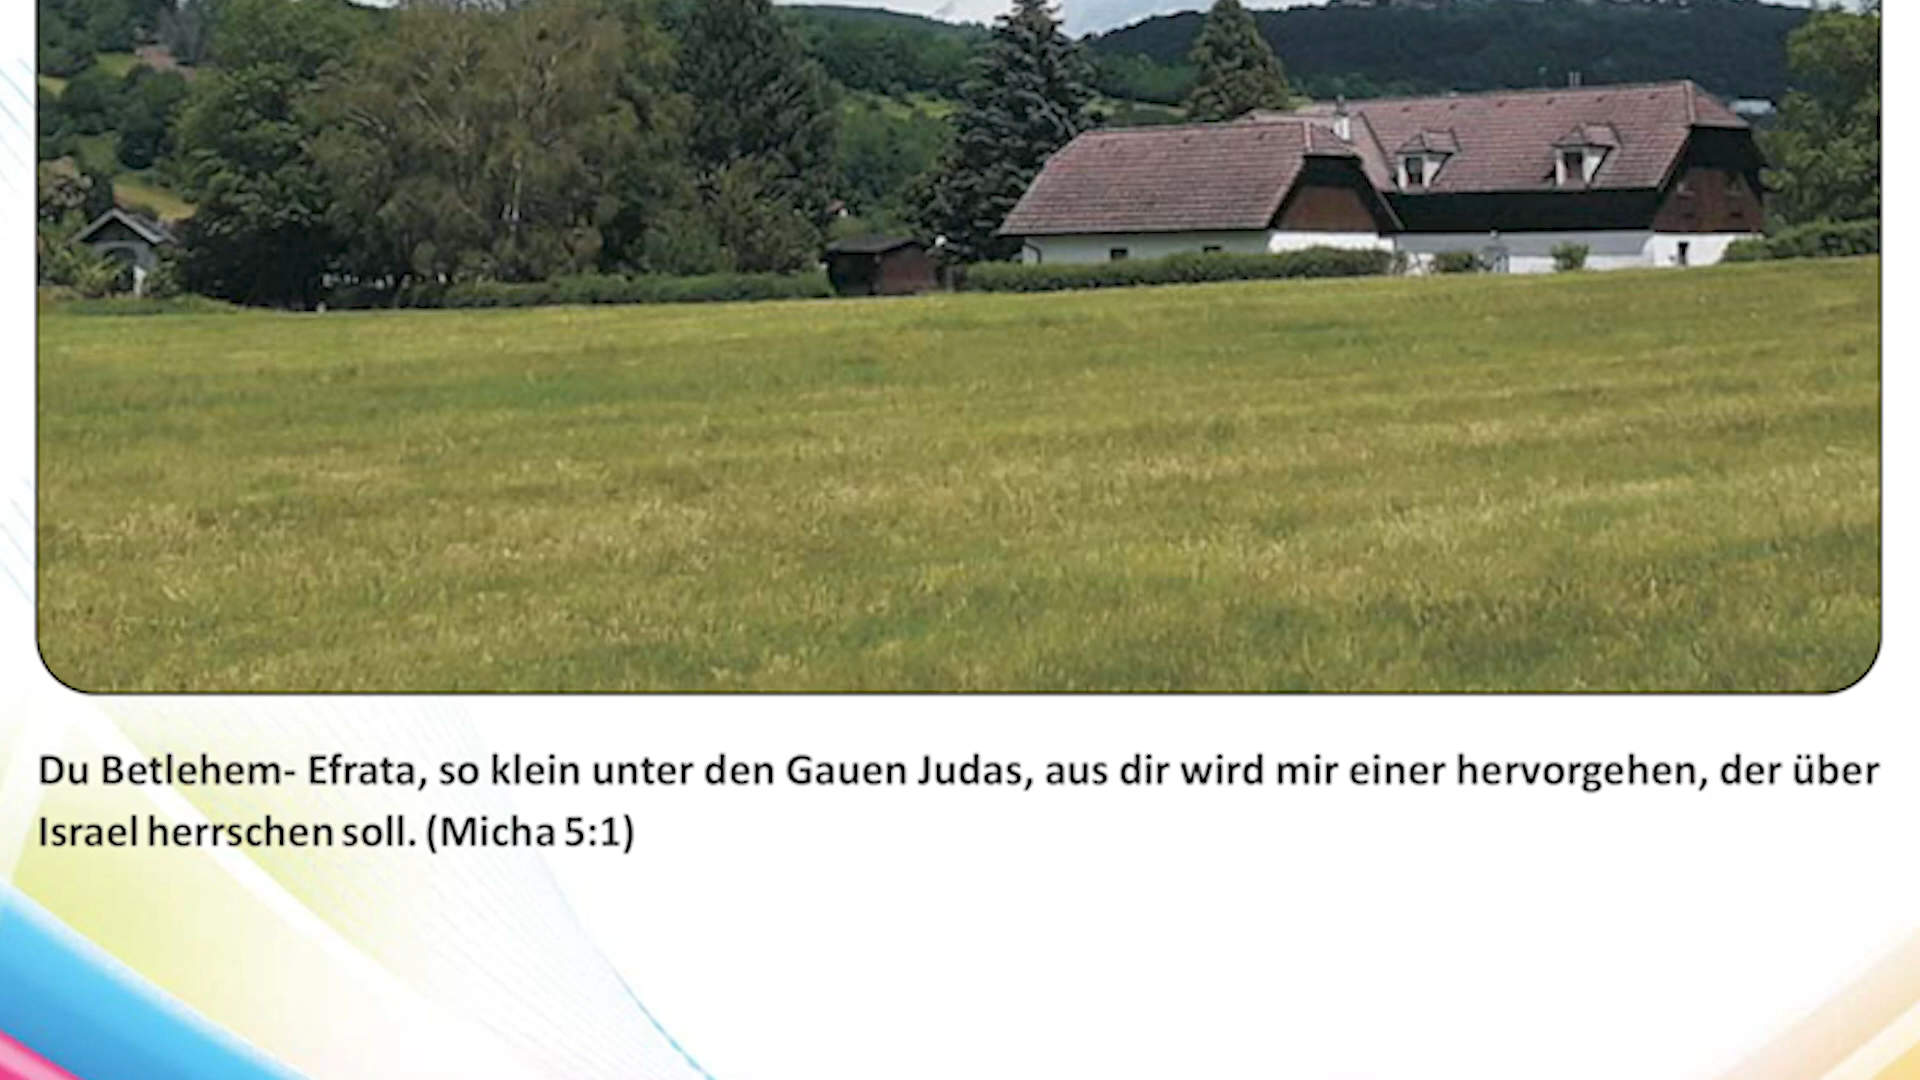 Du Betlehem- Efrata, so klein unter den Gauen Judas, aus dir wird mir einer hervorgehen, der über
Israel herrschen soll. (Micha 5:1)